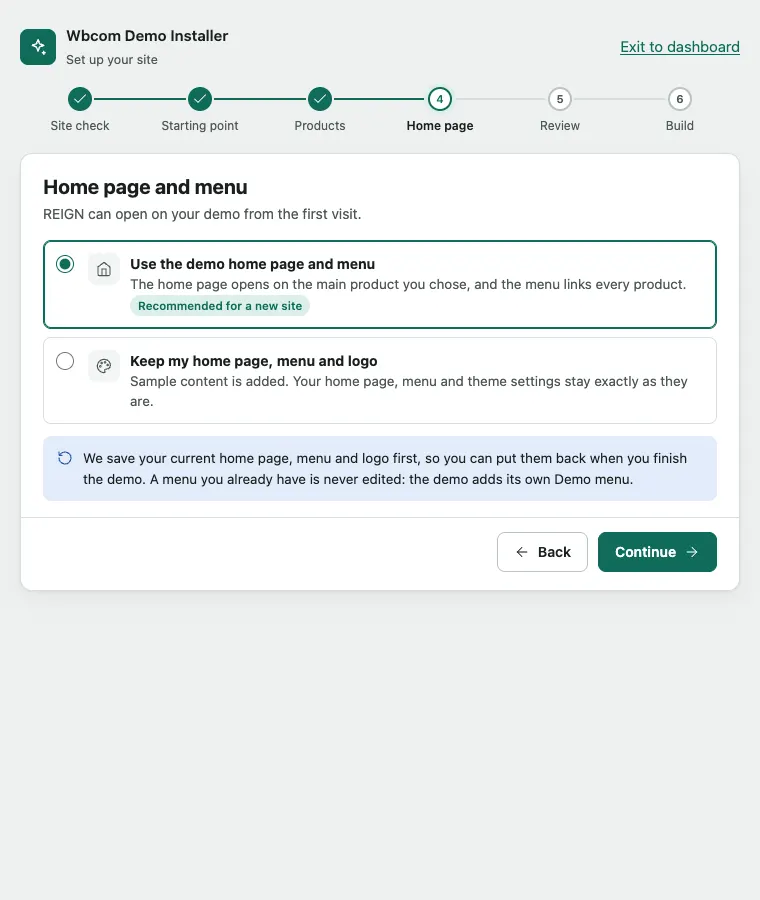 Wbcom Demo Installer
Set up your site
Exit to dashboard
4
5
6
Site check
Starting point
Products
Home page
Review
Build
Home page and menu
REIGN can open on your demo from the first visit.
Use the demo home page and menu
The home page opens on the main product you chose, and the menu links every product.
Recommended for a new site
Keep my home page, menu and logo
Sample content is added. Your home page, menu and theme settings stay exactly as they
are.
We save your current home page, menu and logo first, so you can put them back when you finish
the demo. A menu you already have is never edited: the demo adds its own Demo menu.
Back
Continue